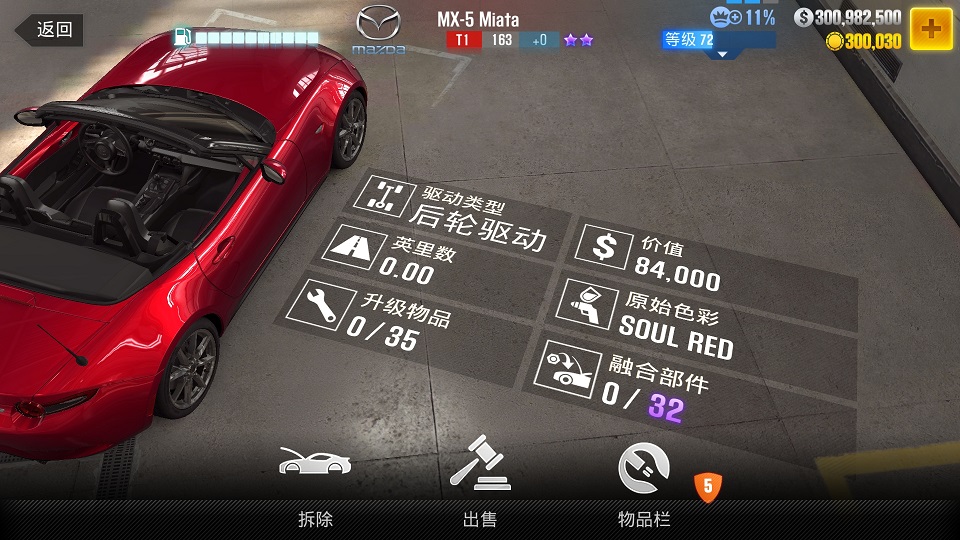 返回
mazda
MX-5 Miata
T1 163 +0
11%
等级 72
300,982,500
300,030
驱动类型
后轮驱动
英里数
0.00
升级物品
0/35
价值
84,000
原始色彩
SOUL RED
融合部件
0/32
拆除
出售
物品栏
5